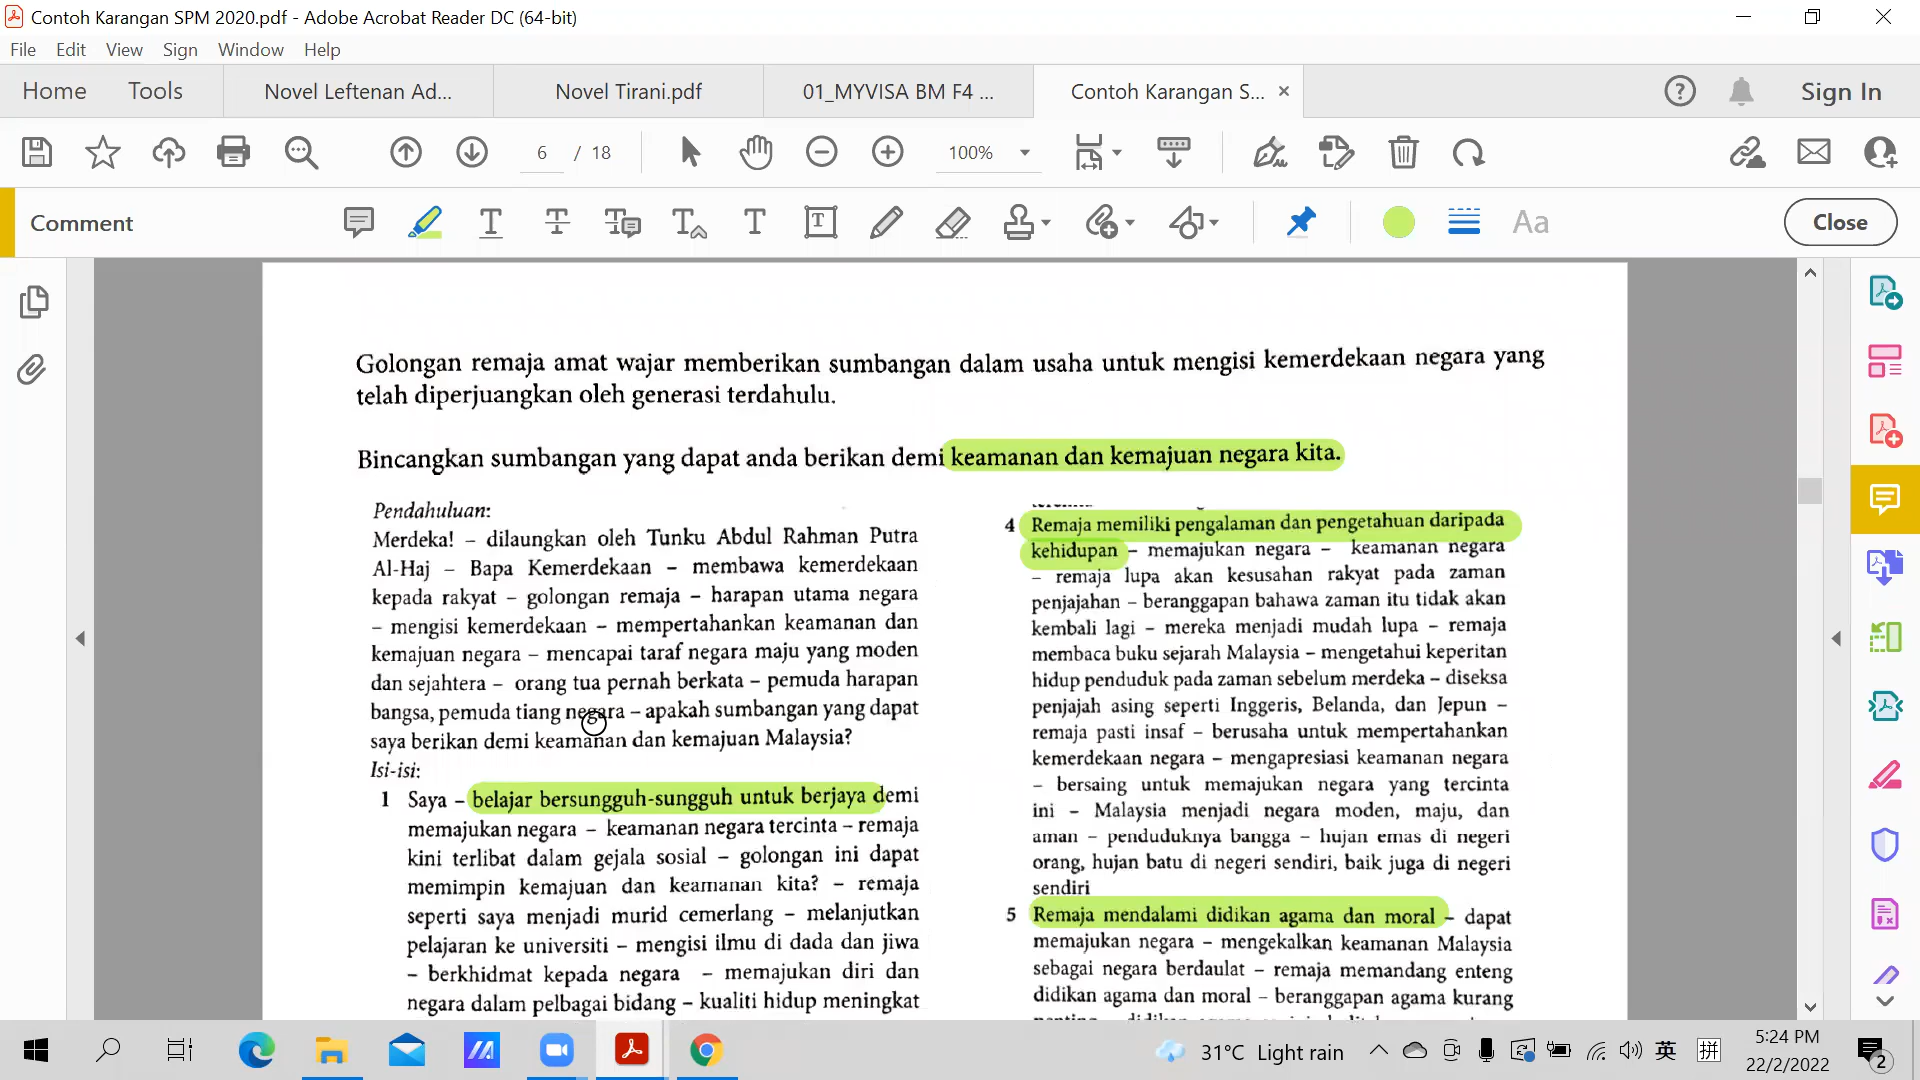 Contoh Karangan SPM 2020.pdf - Adobe Acrobat Reader DC (64-bit)
File Edit View Sign Window Help
Home Tools Novel Leftenan Ad... Novel Tirani.pdf 01_MYVISA BM F4 ... Contoh Karangan S... × Sign In
6 / 18 100%
Comment Aa Close
Golongan remaja amat wajar memberikan sumbangan dalam usaha untuk mengisi kemerdekaan negara yang
telah diperjuangkan oleh generasi terdahulu.
Bincangkan sumbangan yang dapat anda berikan demi keamanan dan kemajuan negara kita.
Pendahuluan:
Merdeka! – dilaungkan oleh Tunku Abdul Rahman Putra
Al-Haj – Bapa Kemerdekaan – membawa kemerdekaan
kepada rakyat – golongan remaja – harapan utama negara
– mengisi kemerdekaan – mempertahankan keamanan dan
kemajuan negara – mencapai taraf negara maju yang moden
dan sejahtera – orang tua pernah berkata – pemuda harapan
bangsa, pemuda tiang negara – apakah sumbangan yang dapat
saya berikan demi keamanan dan kemajuan Malaysia?
Isi-isi:
1 Saya – belajar bersungguh-sungguh untuk berjaya demi
memajukan negara – keamanan negara tercinta – remaja
kini terlibat dalam gejala sosial – golongan ini dapat
memimpin kemajuan dan keamanan kita? – remaja
seperti saya menjadi murid cemerlang – melanjutkan
pelajaran ke universiti – mengisi ilmu di dada dan jiwa
– berkhidmat kepada negara – memajukan diri dan
negara dalam pelbagai bidang – kualiti hidup meningkat
4 Remaja memiliki pengalaman dan pengetahuan daripada
kehidupan – memajukan negara – keamanan negara
– remaja lupa akan kesusahan rakyat pada zaman
penjajahan – beranggapan bahawa zaman itu tidak akan
kembali lagi – mereka menjadi mudah lupa – remaja
membaca buku sejarah Malaysia – mengetahui keperitan
hidup penduduk pada zaman sebelum merdeka – diseksa
penjajah asing seperti Inggeris, Belanda, dan Jepun –
remaja pasti insaf – berusaha untuk mempertahankan
kemerdekaan negara – mengapresiasi keamanan negara
– bersaing untuk memajukan negara yang tercinta
ini – Malaysia menjadi negara moden, maju, dan
aman – penduduknya bangga – hujan emas di negeri
orang, hujan batu di negeri sendiri, baik juga di negeri
sendiri
5 Remaja mendalami didikan agama dan moral – dapat
memajukan negara – mengekalkan keamanan Malaysia
sebagai negara berdaulat – remaja memandang enteng
didikan agama dan moral – beranggapan agama kurang
31°C Light rain 英 拼 5:24 PM
22/2/2022 2